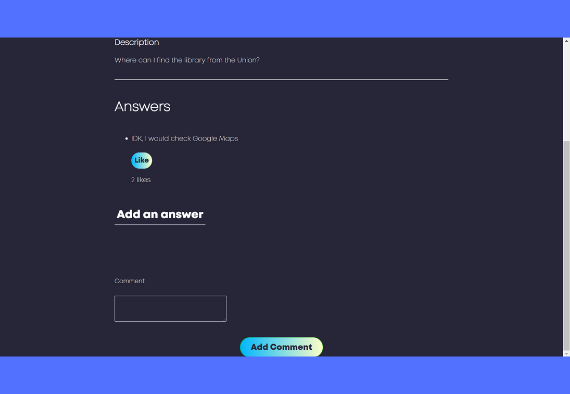 Description
Where can I find the library from the Union?
Answers
IDK, I would check Google Maps
Like
2 likes
Add an answer
Comment
Add Comment